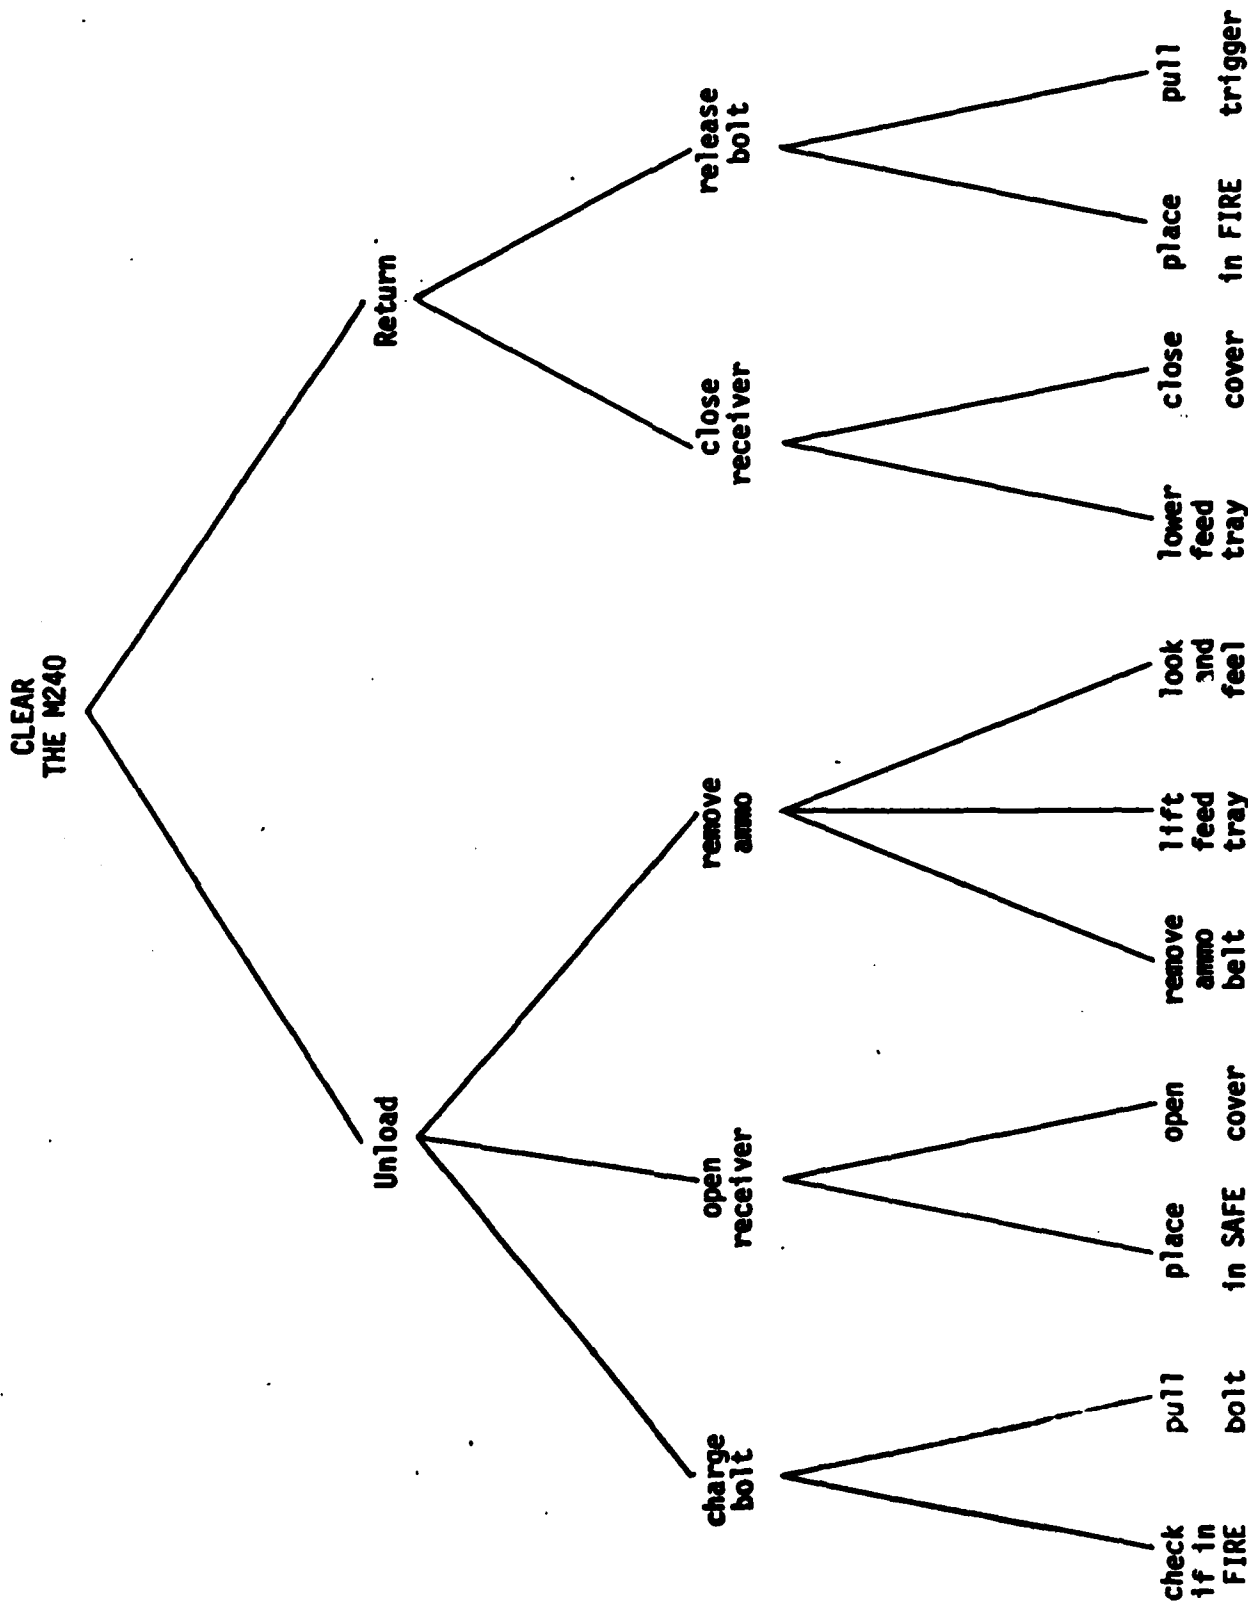 CLEAR
THE M240
Unload
Return
charge
bolt
open
receiver
remove
ammo
close
receiver
release
bolt
check
if in
FIRE
pull
bolt
place
in SAFE
open
cover
remove
ammo
belt
lift
feed
tray
look
and
feel
lower
feed
tray
close
cover
place
in FIRE
pull
trigger